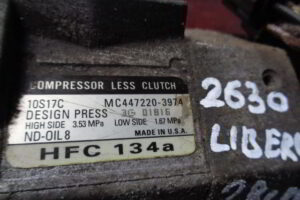 COMPRESSOR LESS CLUTCH
10S17C MC447220-3974
DESIGN PRESS
HIGH SIDE 3.53 MPa LOW SIDE 1.67 MPa
ND-OIL 8 MADE IN U.S.A.
HFC 134a
2630
LIBER